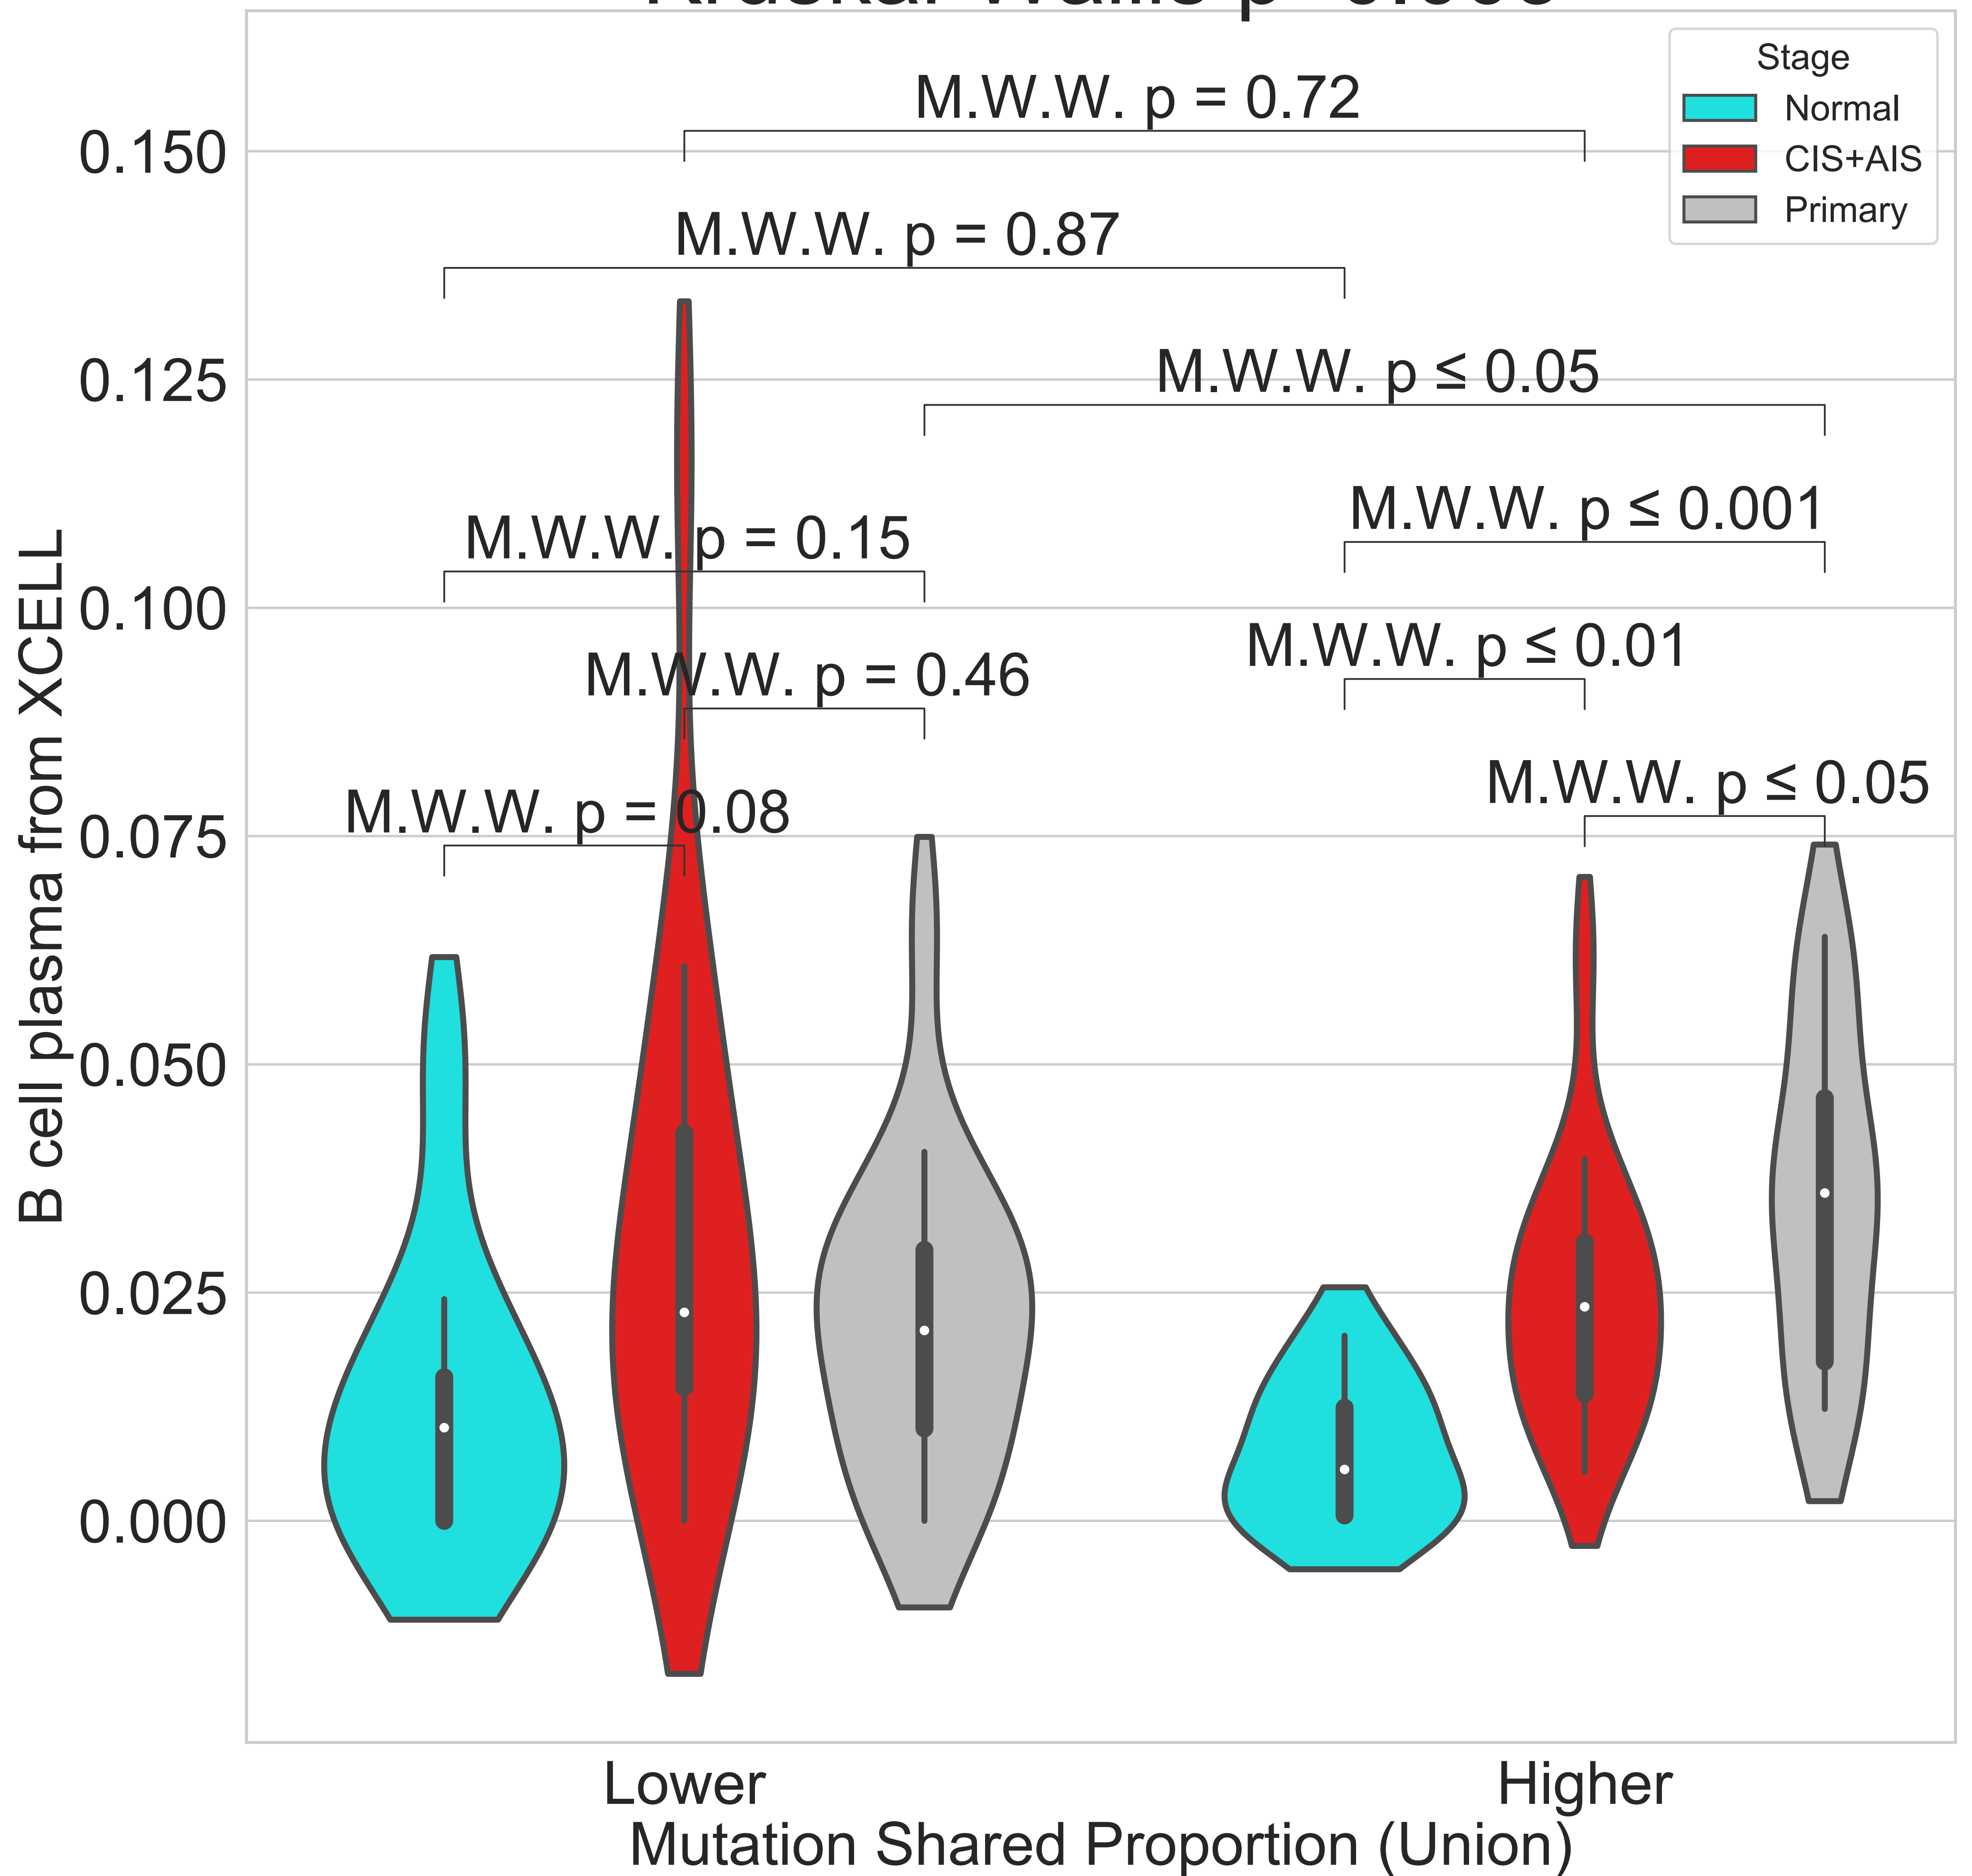 Stage
Normal
CIS+AIS
Primary
M.W.W. p = 0.72
M.W.W. p = 0.87
M.W.W. p ≤ 0.05
M.W.W. p ≤ 0.001
M.W.W. p = 0.15
M.W.W. p ≤ 0.01
M.W.W. p = 0.46
M.W.W. p ≤ 0.05
M.W.W. p = 0.08
0.150
0.125
0.100
0.075
0.050
0.025
0.000
B cell plasma from XCELL
Lower
Higher
Mutation Shared Proportion (Union)